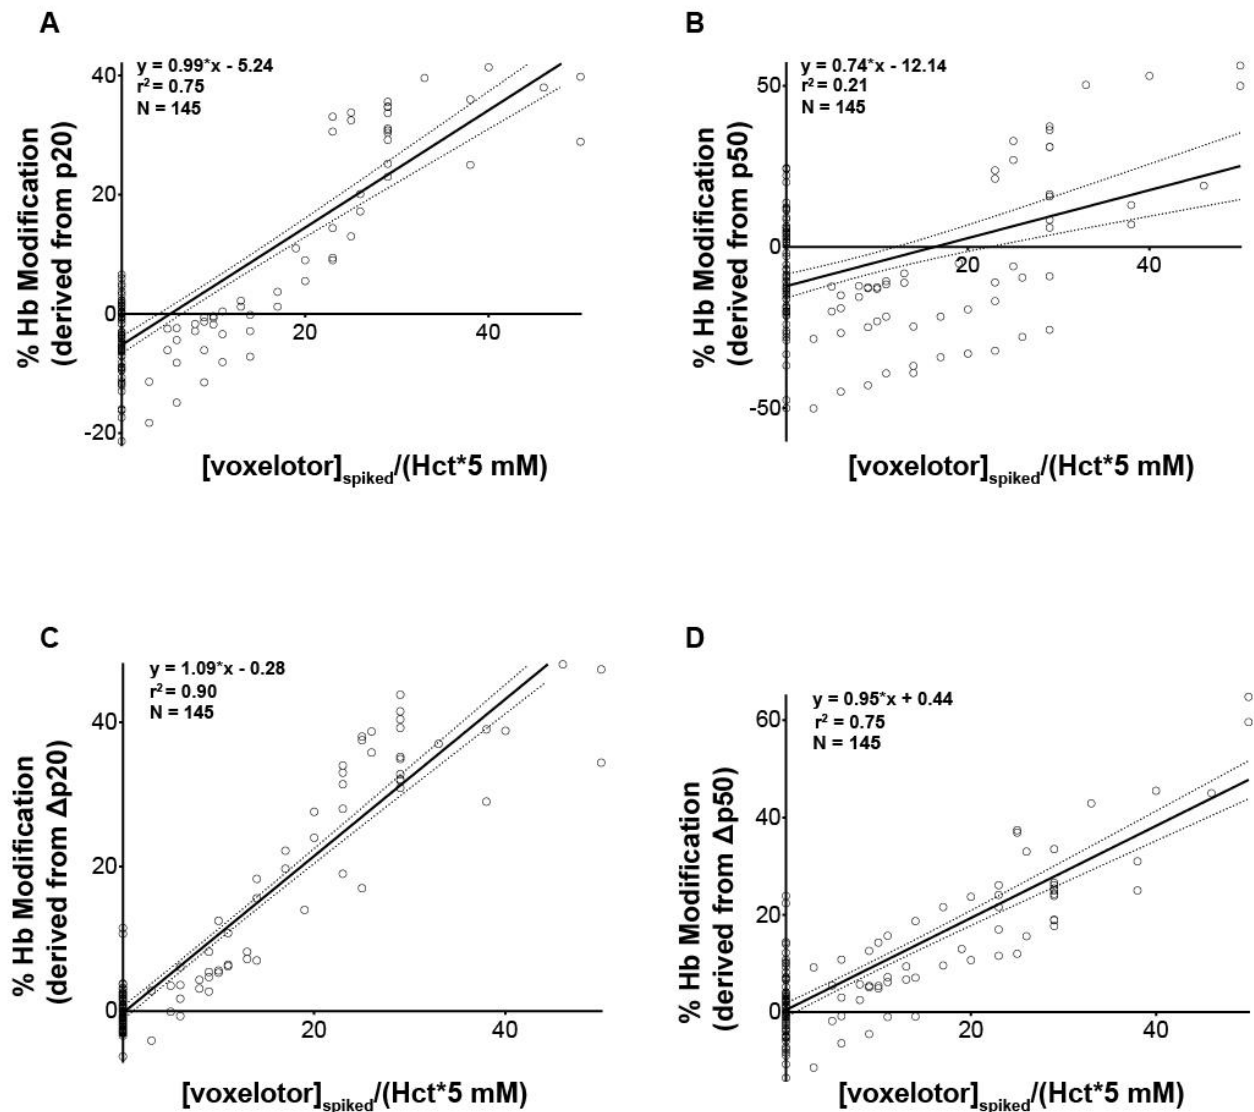 A
y = 0.99*x - 5.24
r² = 0.75
N = 145
40
20
0
-20
20
40
% Hb Modification
(derived from p20)
[voxelotor]spiked/(Hct*5 mM)
B
y = 0.74*x - 12.14
r² = 0.21
N = 145
50
0
-50
20
40
% Hb Modification
(derived from p50)
[voxelotor]spiked/(Hct*5 mM)
C
y = 1.09*x - 0.28
r² = 0.90
N = 145
40
20
0
20
40
% Hb Modification
(derived from Δp20)
[voxelotor]spiked/(Hct*5 mM)
D
y = 0.95*x + 0.44
r² = 0.75
N = 145
60
40
20
0
20
40
% Hb Modification
(derived from Δp50)
[voxelotor]spiked/(Hct*5 mM)